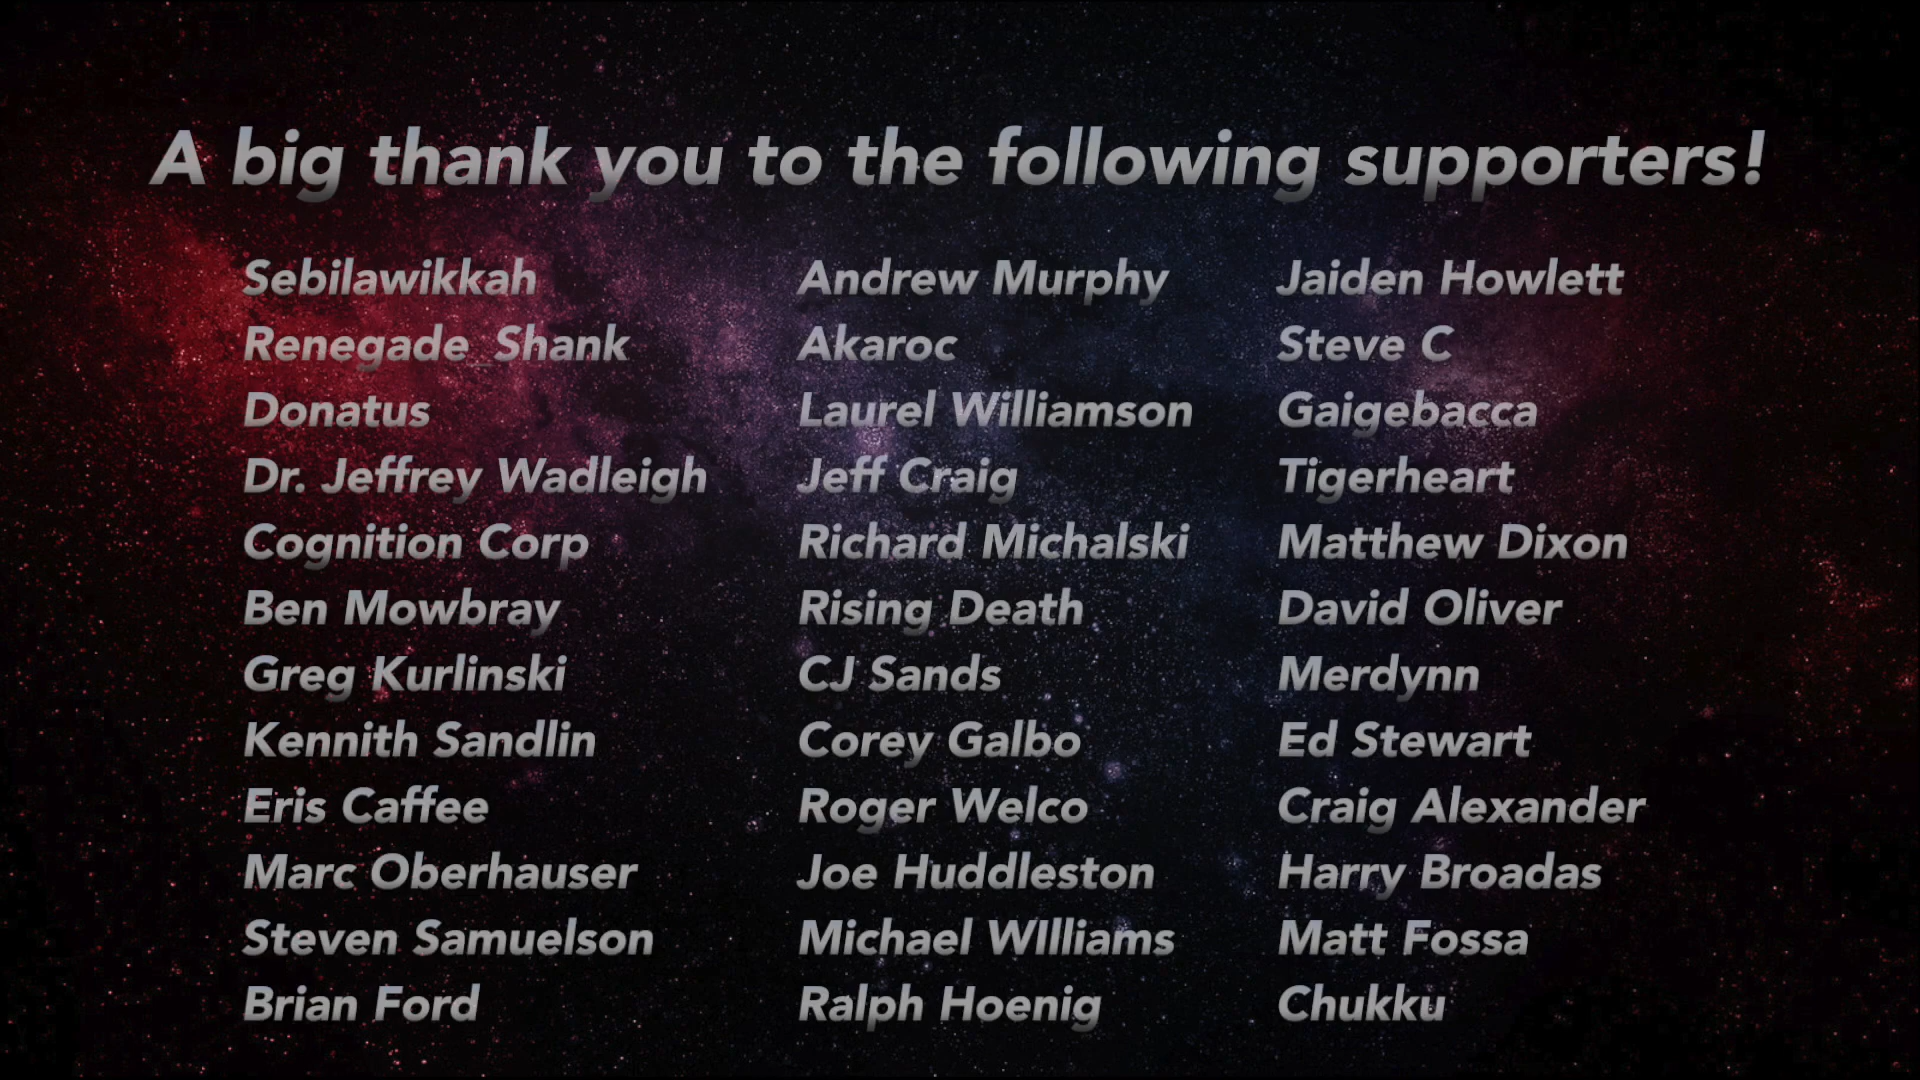 A big thank you to the following supporters!
Sebilawikkah
Renegade_Shank
Donatus
Dr. Jeffrey Wadleigh
Cognition Corp
Ben Mowbray
Greg Kurlinski
Kennith Sandlin
Eris Caffee
Marc Oberhauser
Steven Samuelson
Brian Ford
Andrew Murphy
Akaroc
Laurel Williamson
Jeff Craig
Richard Michalski
Rising Death
CJ Sands
Corey Galbo
Roger Welco
Joe Huddleston
Michael WIlliams
Ralph Hoenig
Jaiden Howlett
Steve C
Gaigebacca
Tigerheart
Matthew Dixon
David Oliver
Merdynn
Ed Stewart
Craig Alexander
Harry Broadas
Matt Fossa
Chukku